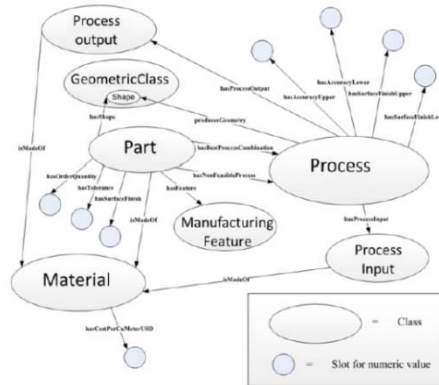 Process
output
GeometricClass
Shape
hasProcessOutput
hasAccuracyUpper
hasAccuracyLower
hasSurfaceFinishUpper
hasSurfaceFinishLo
hasShape
producesGeometry
isMadeOf
Part
hasBestProcessCombination
Process
hasNonFeasibleProcess
hasOrderQuantity
hasTolerance
hasSurfaceFinish
hasFeature
isMadeOf
Manufacturing
Feature
hasProcessInput
Process
Input
Material
isMadeOf
hasCostPerCuMeterUSD
= Class
= Slot for numeric value